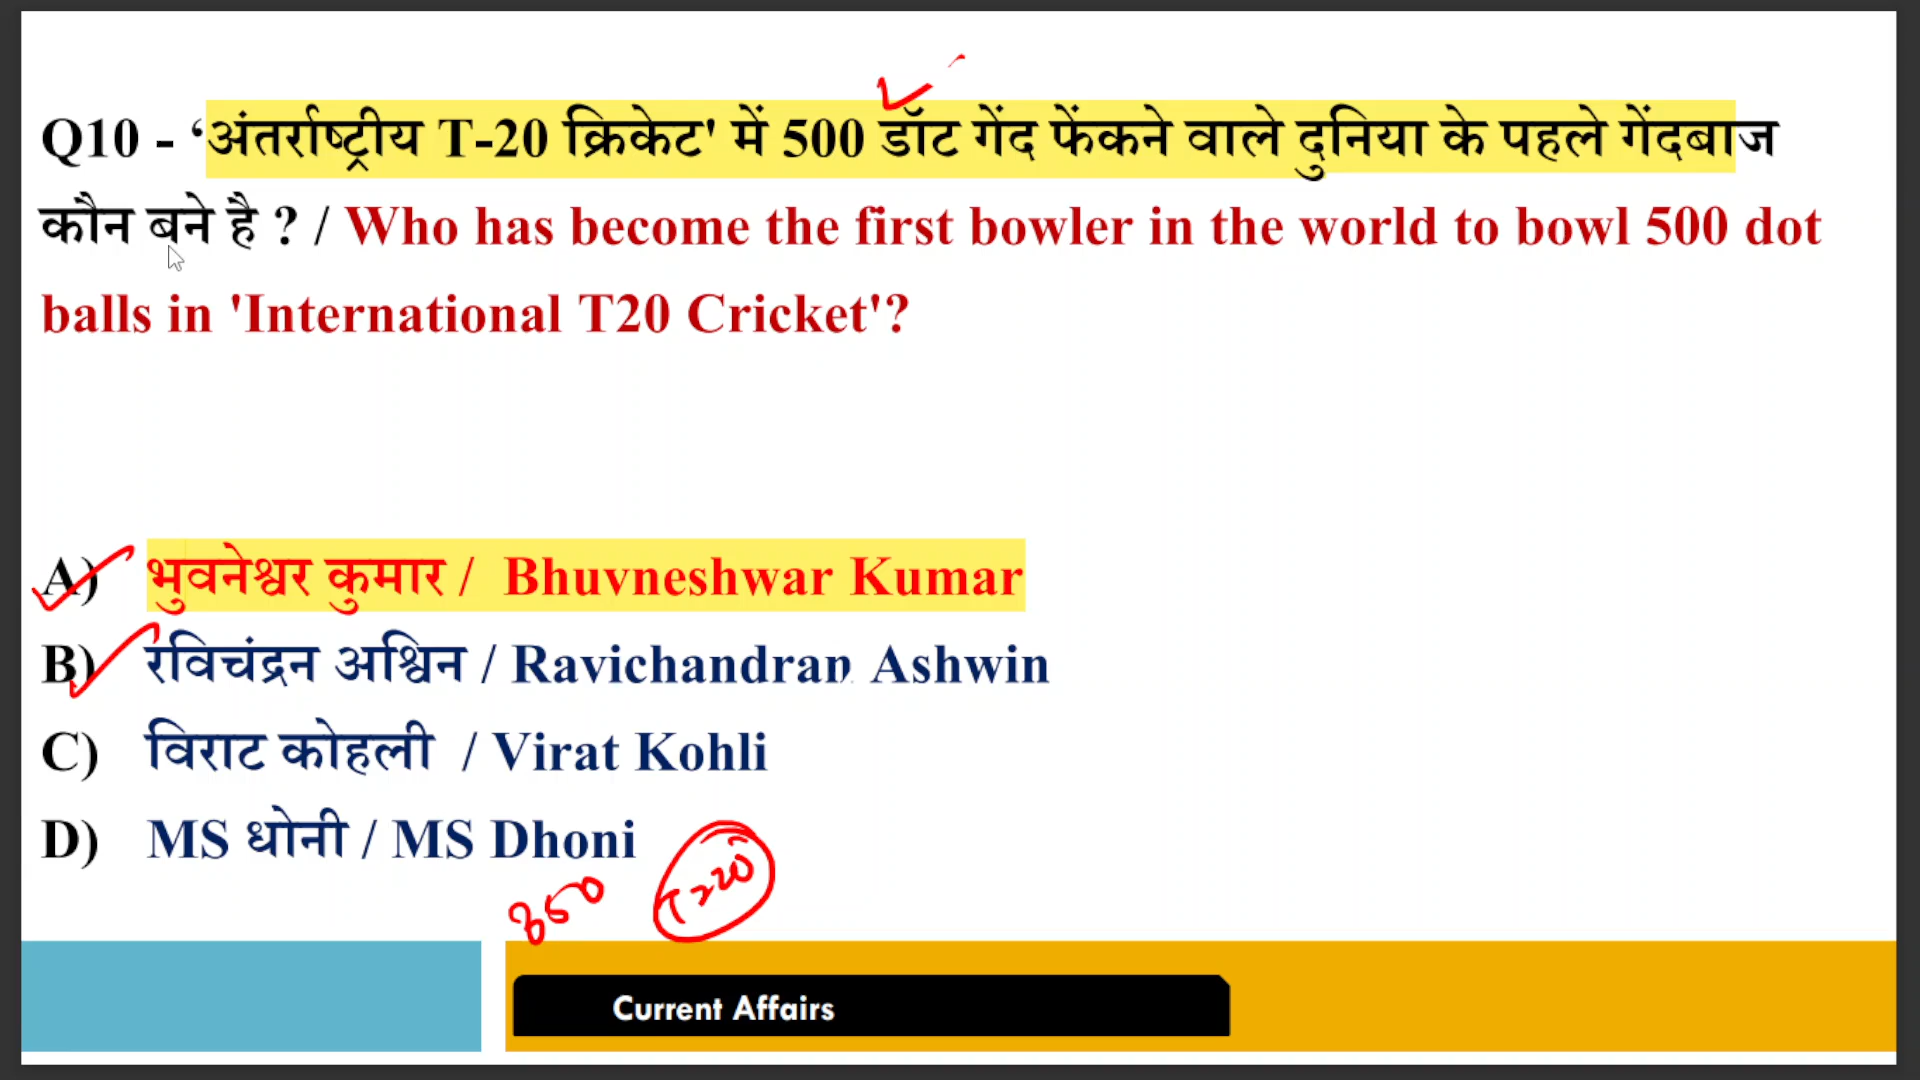 Q10 - ‘अंतर्राष्ट्रीय T-20 क्रिकेट' में 500 डॉट गेंद फेंकने वाले दुनिया के पहले गेंदबाज
कौन बने है ? / Who has become the first bowler in the world to bowl 500 dot
balls in 'International T20 Cricket'?
A) भुवनेश्वर कुमार / Bhuvneshwar Kumar
B) रविचंद्रन अश्विन / Ravichandran Ashwin
C) विराट कोहली / Virat Kohli
D) MS धोनी / MS Dhoni
T20
Current Affairs